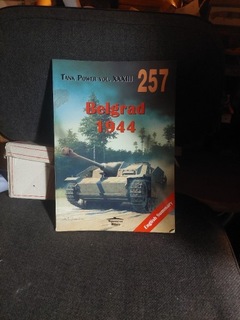 TANK POWER VOL. XXXIII
257
Belgrad
1944
English Summary